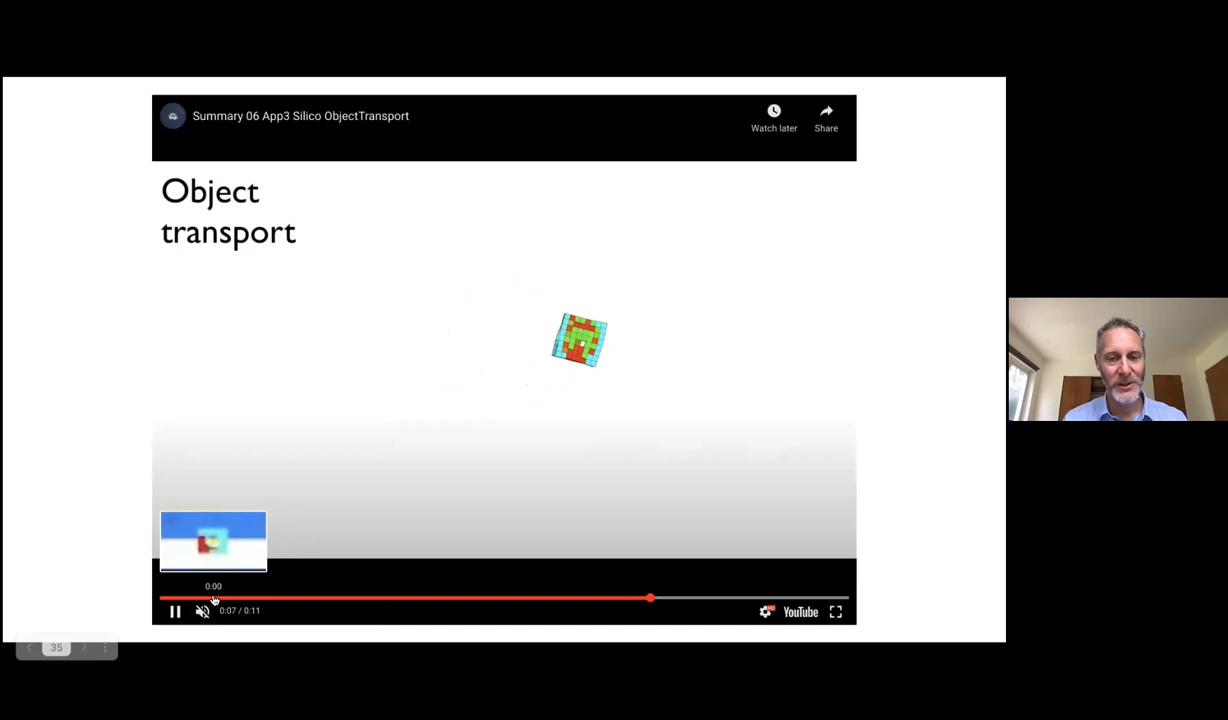 Summary 06 App3 Silico ObjectTransport
Watch later
Share
Object
transport
0:00
0:07 / 0:11
YouTube
35